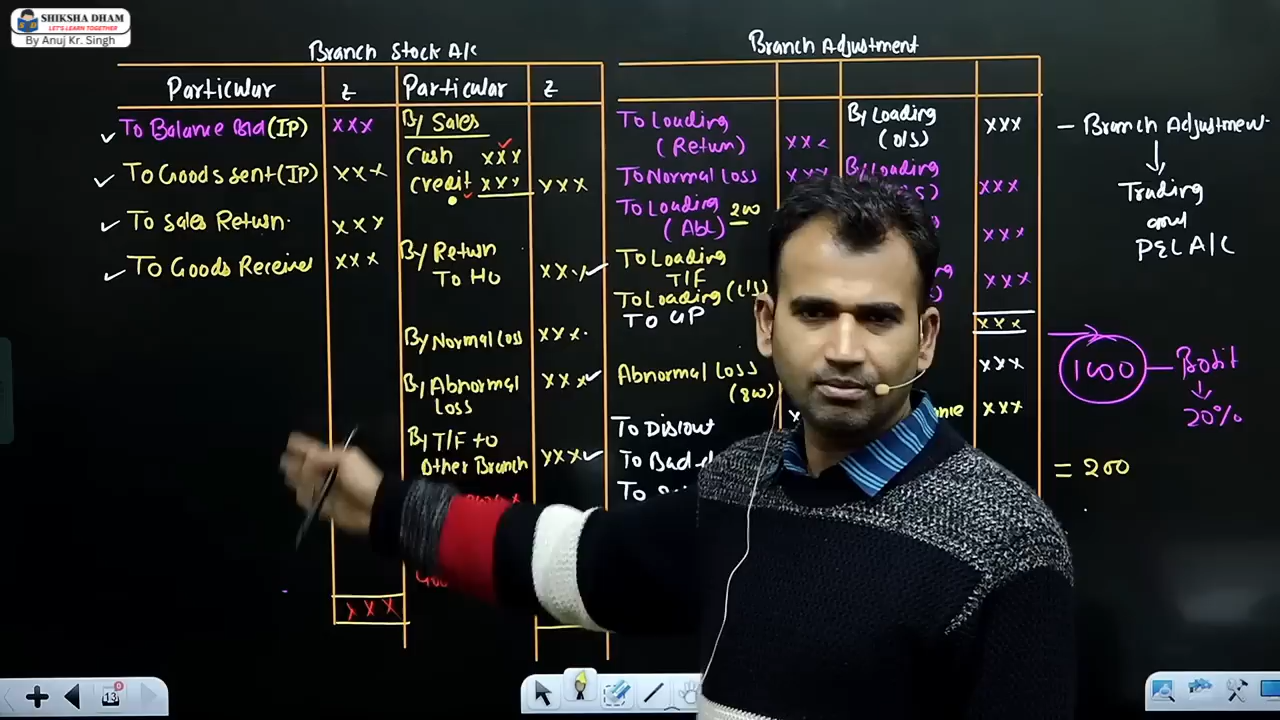 SHIKSHA DHAM
LET'S LEARN TOGETHER
By Anuj Kr. Singh
Branch Stock A/c
Particular
Particular
To Balance Bd (IP) xxx
To Goods sent (IP) xxx
To Sales Return xxx
To Goods Received xxx
xxx
By Sales
Cash xxx
Credit xxx xxx
By Return
To Ho xxx
By Normal Loss xxx
By Abnormal
Loss xxx
By T/F to
Other Branch xxx
Branch Adjustment
To Loading
(Return) xxx
To Normal Loss xxx
To Loading 200
(Abl)
To Loading
T/F
To Loading (C/S)
To GP
Abnormal Loss
(800)
To Discout
To Bad
To
By Loading
(O/S) xxx
By Loading
xxx
xxx
xxx
xxx
xxx
xxx
- Branch Adjustment
Trading
and
P&L A/C
1000 Profit
20%
= 200
13